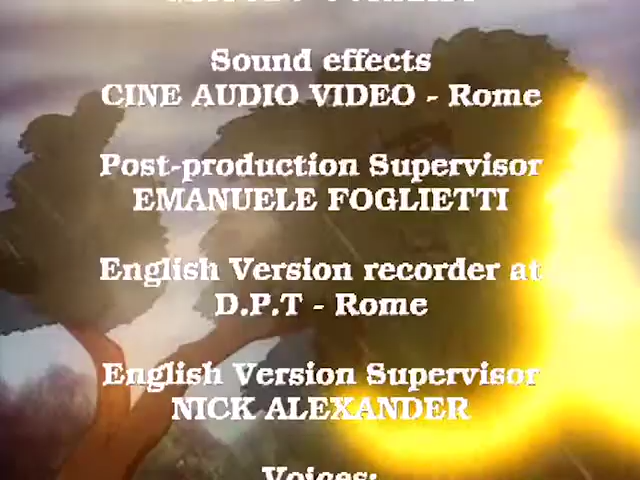 Sound effects
CINE AUDIO VIDEO - Rome
Post-production Supervisor
EMANUELE FOGLIETTI
English Version recorder at
D.P.T - Rome
English Version Supervisor
NICK ALEXANDER
Voices: